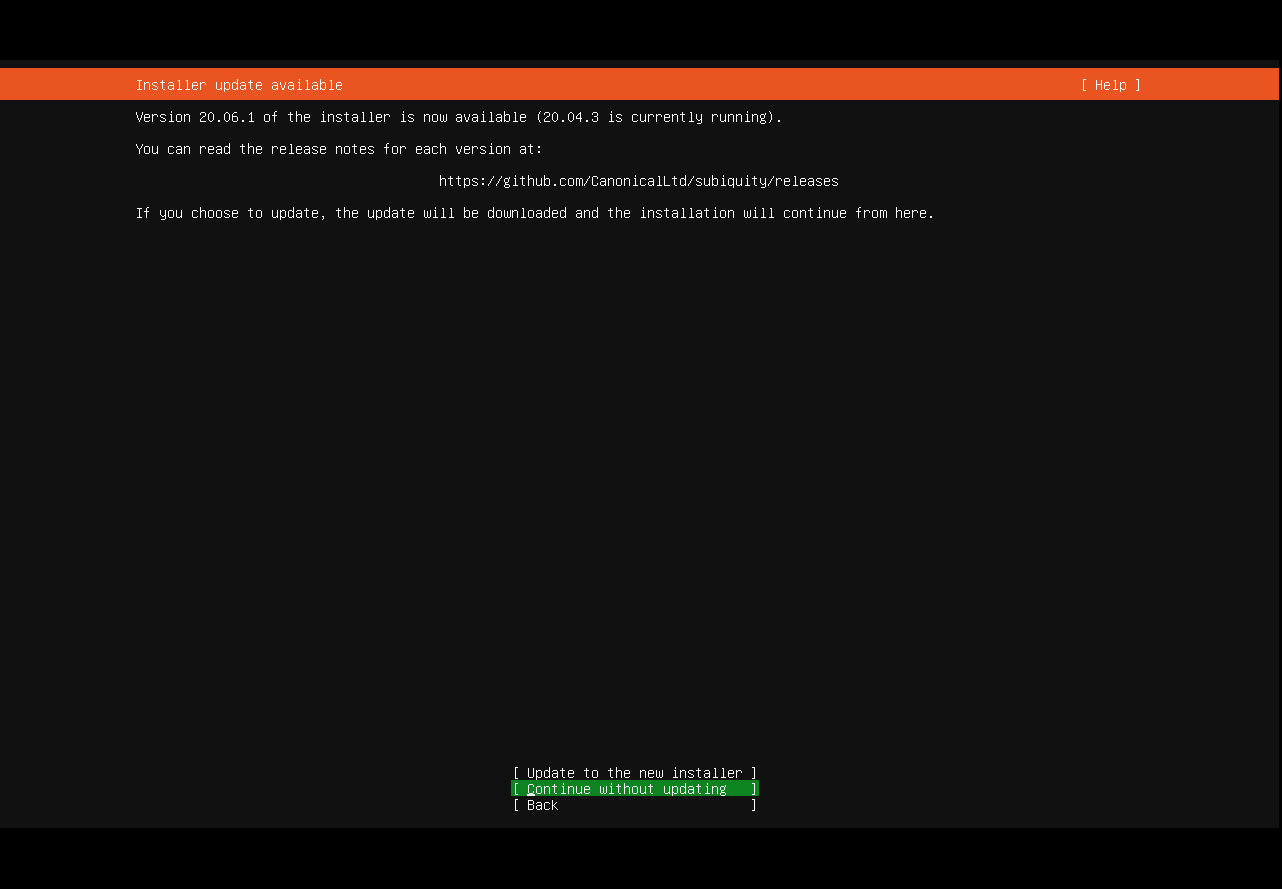 Installer update available [ Help ]
Version 20.06.1 of the installer is now available (20.04.3 is currently running).
You can read the release notes for each version at:
https://github.com/CanonicalLtd/subiquity/releases
If you choose to update, the update will be downloaded and the installation will continue from here.
[ Update to the new installer ]
[ Continue without updating ]
[ Back ]